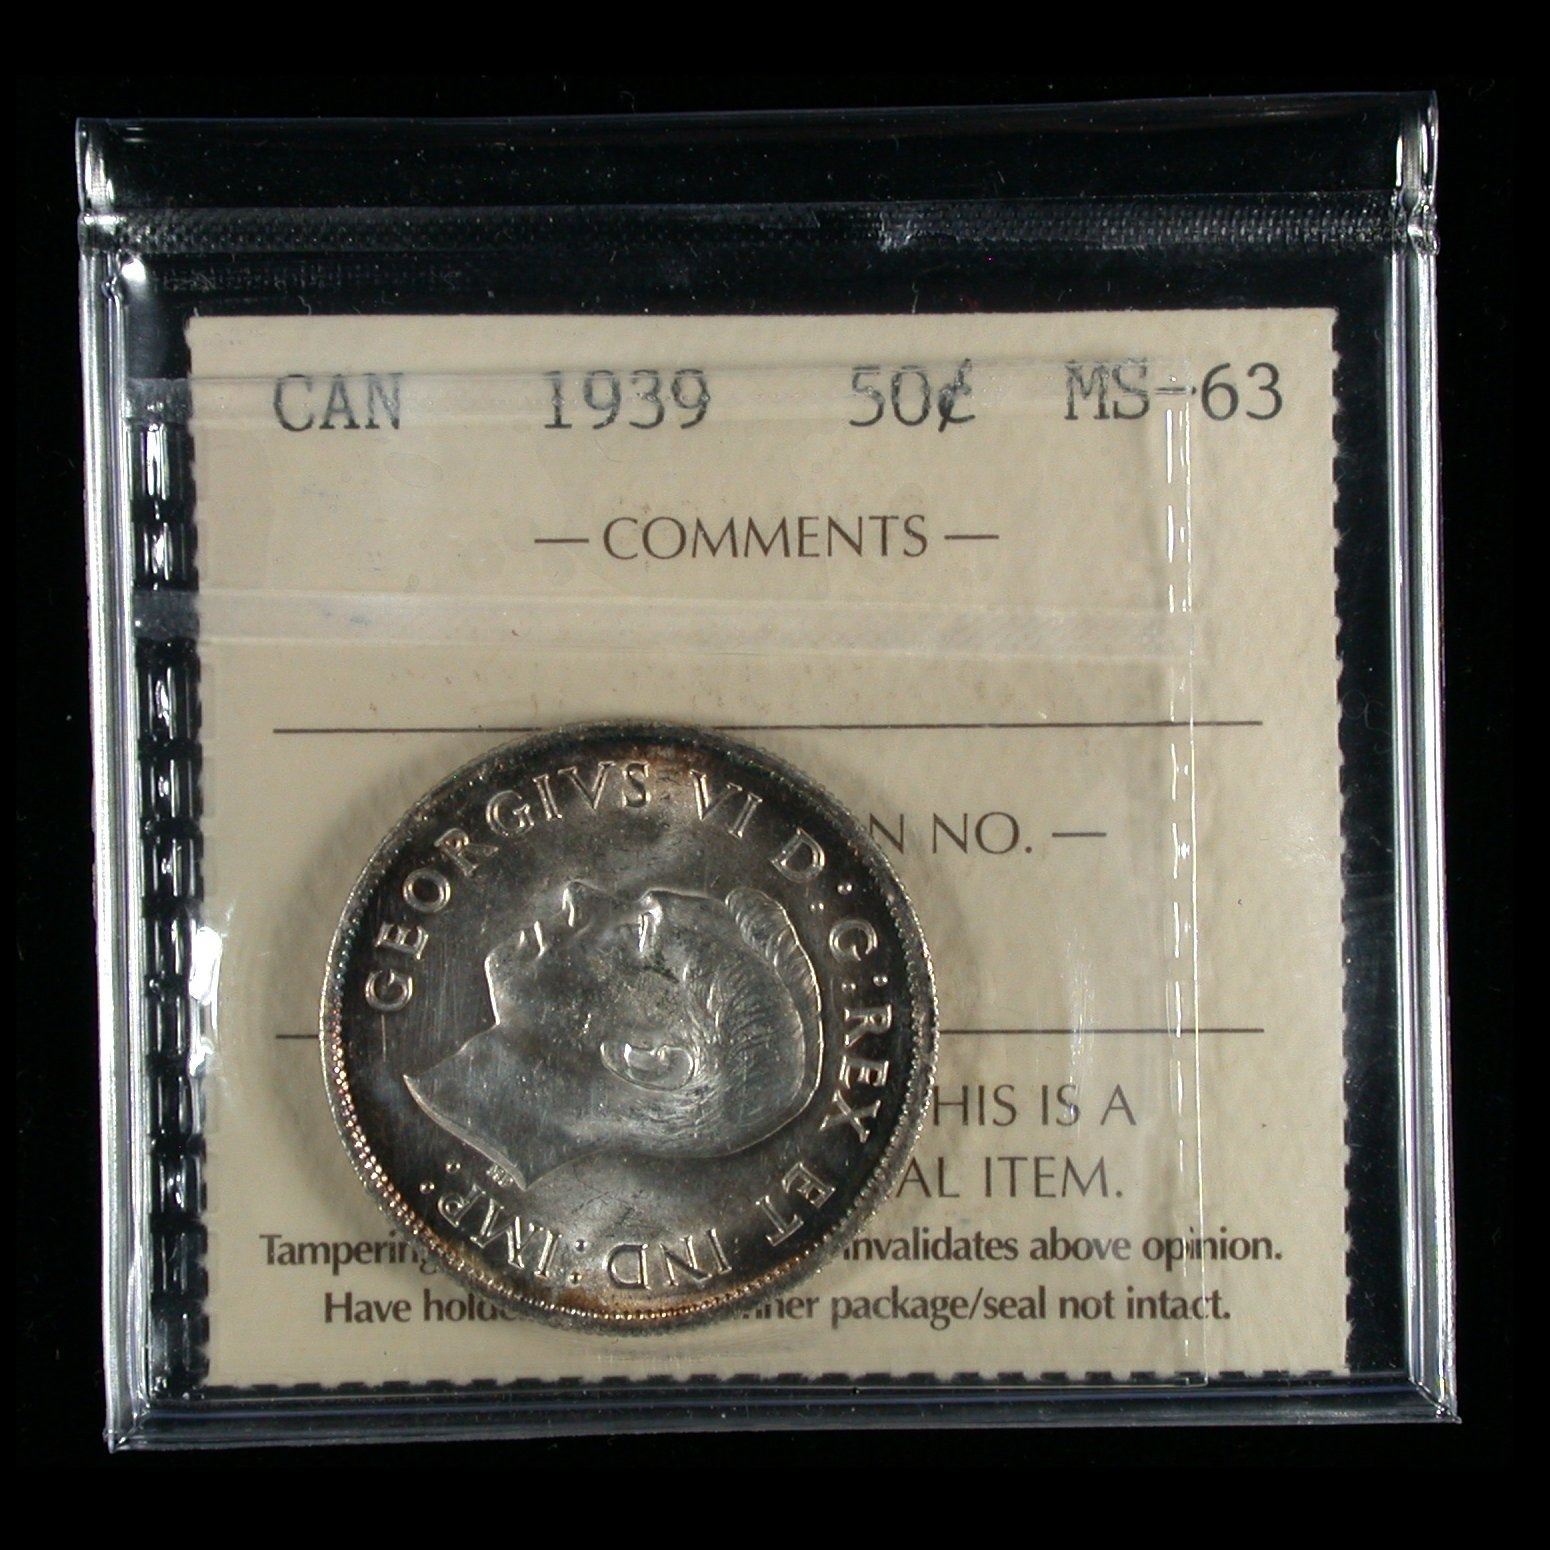 CAN 1939 50¢ MS-63
— COMMENTS —
N NO. —
HIS IS A
AL ITEM.
Tampering invalidates above opinion.
Have holde ner package/seal not intact.
GEORGIVS VI D:G:REX ET IND:IMP: